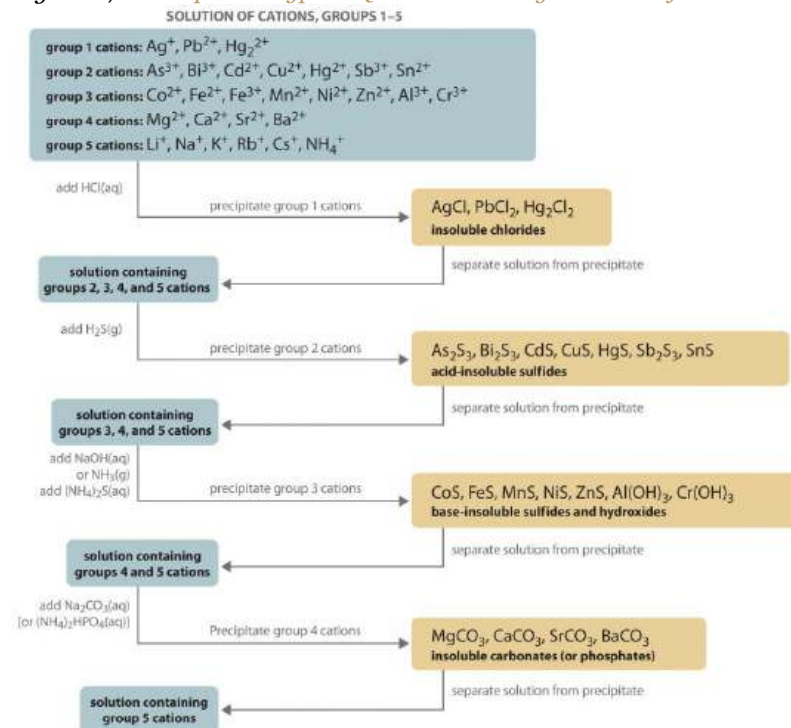 SOLUTION OF CATIONS, GROUPS 1–5
group 1 cations: Ag⁺, Pb²⁺, Hg₂²⁺
group 2 cations: As³⁺, Bi³⁺, Cd²⁺, Cu²⁺, Hg²⁺, Sb³⁺, Sn²⁺
group 3 cations: Co²⁺, Fe²⁺, Fe³⁺, Mn²⁺, Ni²⁺, Zn²⁺, Al³⁺, Cr³⁺
group 4 cations: Mg²⁺, Ca²⁺, Sr²⁺, Ba²⁺
group 5 cations: Li⁺, Na⁺, K⁺, Rb⁺, Cs⁺, NH₄⁺
add HCl(aq)
precipitate group 1 cations
AgCl, PbCl₂, Hg₂Cl₂
insoluble chlorides
separate solution from precipitate
solution containing
groups 2, 3, 4, and 5 cations
add H₂S(g)
precipitate group 2 cations
As₂S₃, Bi₂S₃, CdS, CuS, HgS, Sb₂S₃, SnS
acid-insoluble sulfides
separate solution from precipitate
solution containing
groups 3, 4, and 5 cations
add NaOH(aq)
or NH₃(g)
add (NH₄)₂S(aq)
precipitate group 3 cations
CoS, FeS, MnS, NiS, ZnS, Al(OH)₃, Cr(OH)₃
base-insoluble sulfides and hydroxides
separate solution from precipitate
solution containing
groups 4 and 5 cations
add Na₂CO₃(aq)
[or (NH₄)₂HPO₄(aq)]
Precipitate group 4 cations
MgCO₃, CaCO₃, SrCO₃, BaCO₃
insoluble carbonates (or phosphates)
separate solution from precipitate
solution containing
group 5 cations